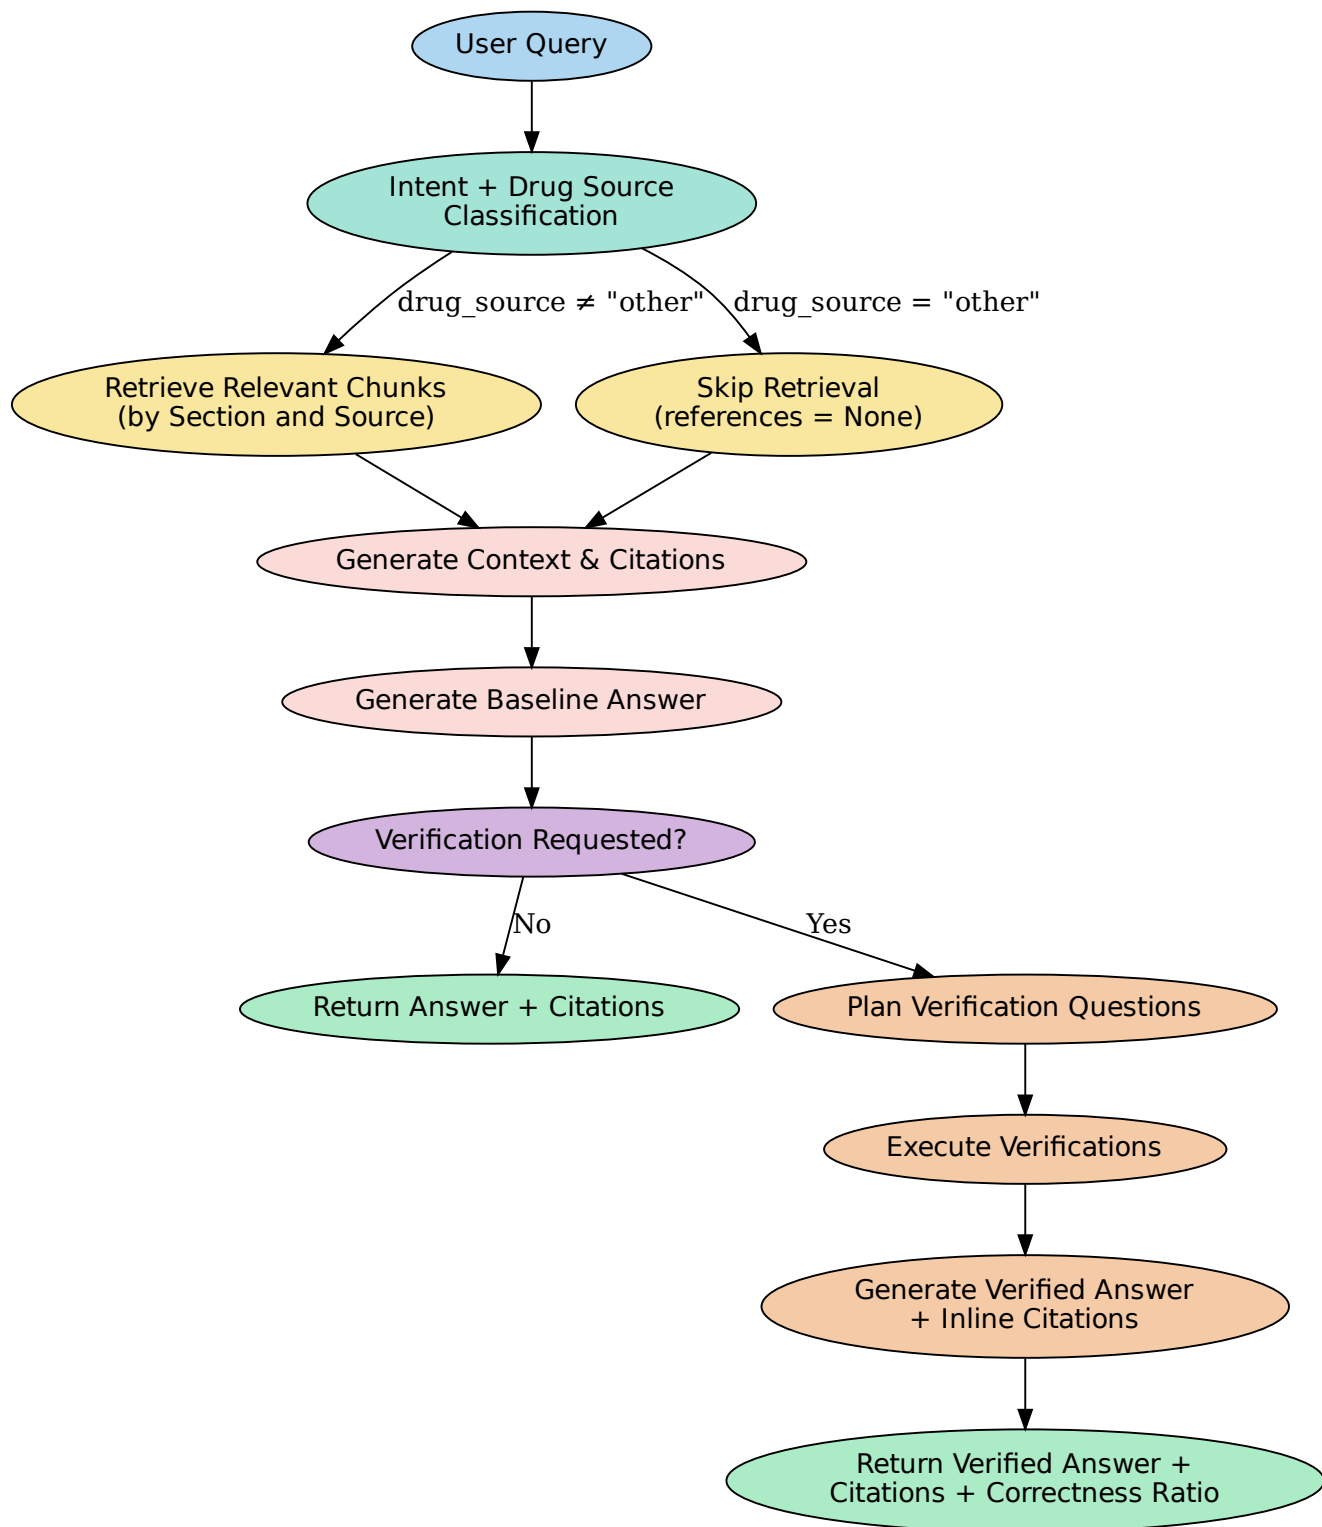 User Query
Intent + Drug Source
Classification
drug_source ≠ "other"
drug_source = "other"
Retrieve Relevant Chunks
(by Section and Source)
Skip Retrieval
(references = None)
Generate Context & Citations
Generate Baseline Answer
Verification Requested?
No
Yes
Return Answer + Citations
Plan Verification Questions
Execute Verifications
Generate Verified Answer
+ Inline Citations
Return Verified Answer +
Citations + Correctness Ratio